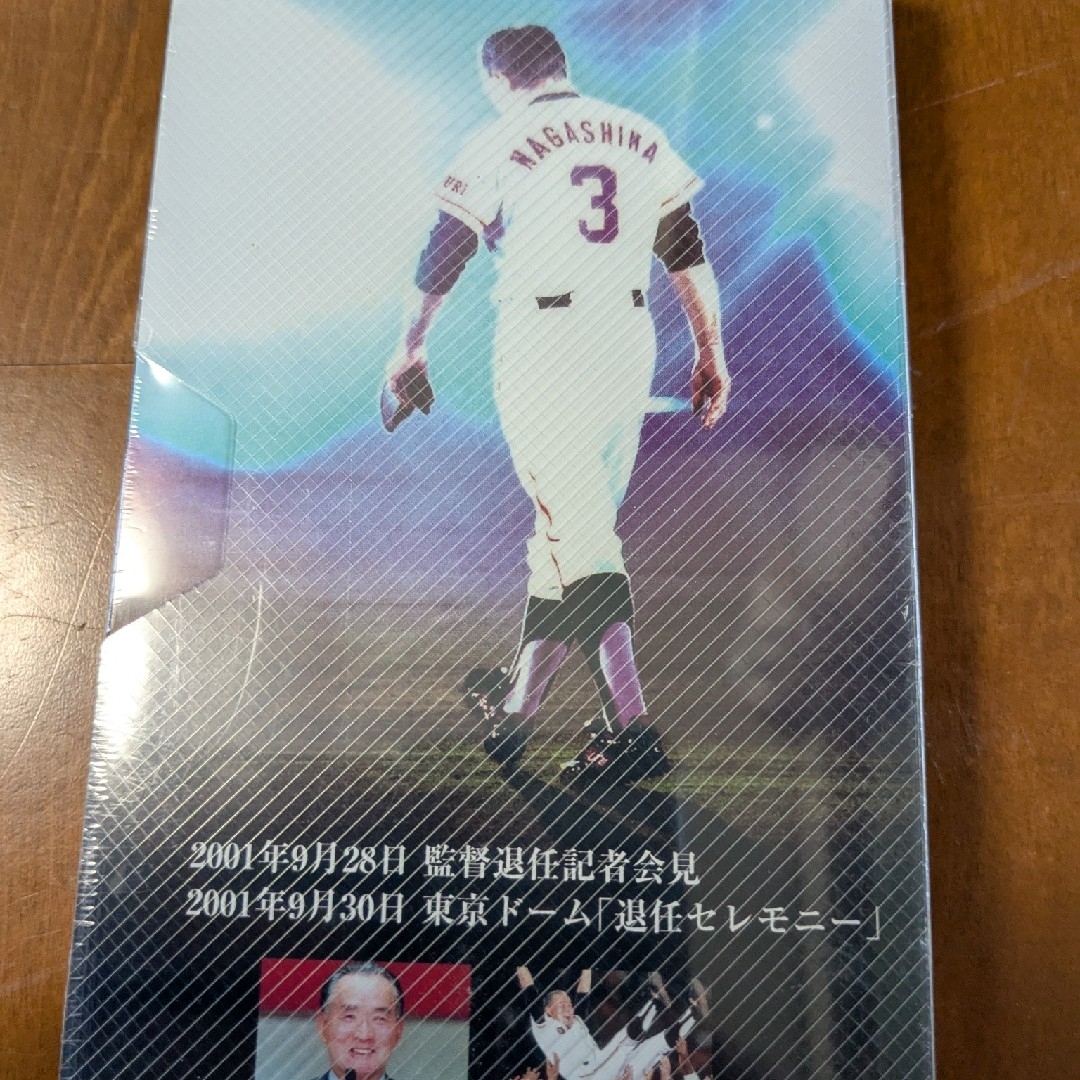 NAGASHIMA
3
URI
2001年9月28日 監督退任記者会見
2001年9月30日 東京ドーム「退任セレモニー」